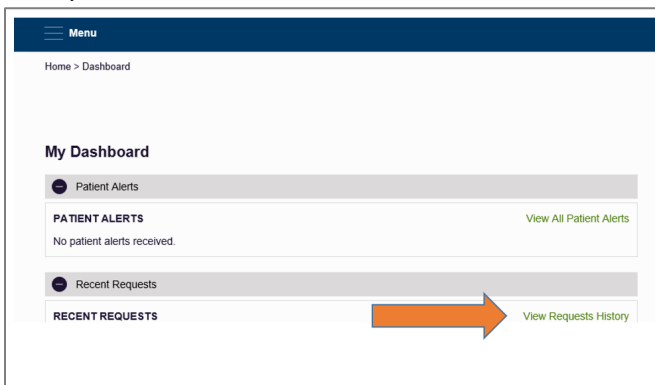 Menu
Home > Dashboard
My Dashboard
Patient Alerts
PATIENT ALERTS View All Patient Alerts
No patient alerts received.
Recent Requests
RECENT REQUESTS View Requests History